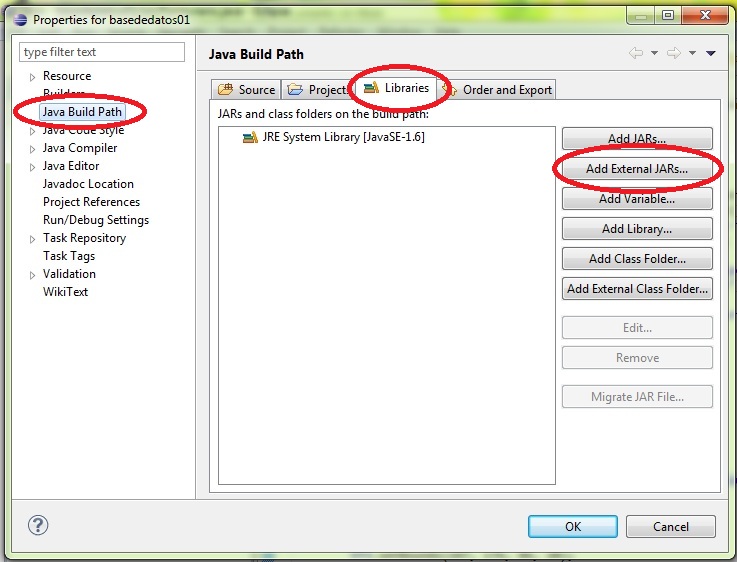 Properties for basededatos01
type filter text
Java Build Path
Resource
Builders
Java Build Path
Java Code Style
Java Compiler
Java Editor
Javadoc Location
Project References
Run/Debug Settings
Task Repository
Task Tags
Validation
WikiText
Source
Projects
Libraries
Order and Export
JARs and class folders on the build path:
JRE System Library [JavaSE-1.6]
Add JARs...
Add External JARs...
Add Variable...
Add Library...
Add Class Folder...
Add External Class Folder...
Edit...
Remove
Migrate JAR File...
?
OK
Cancel